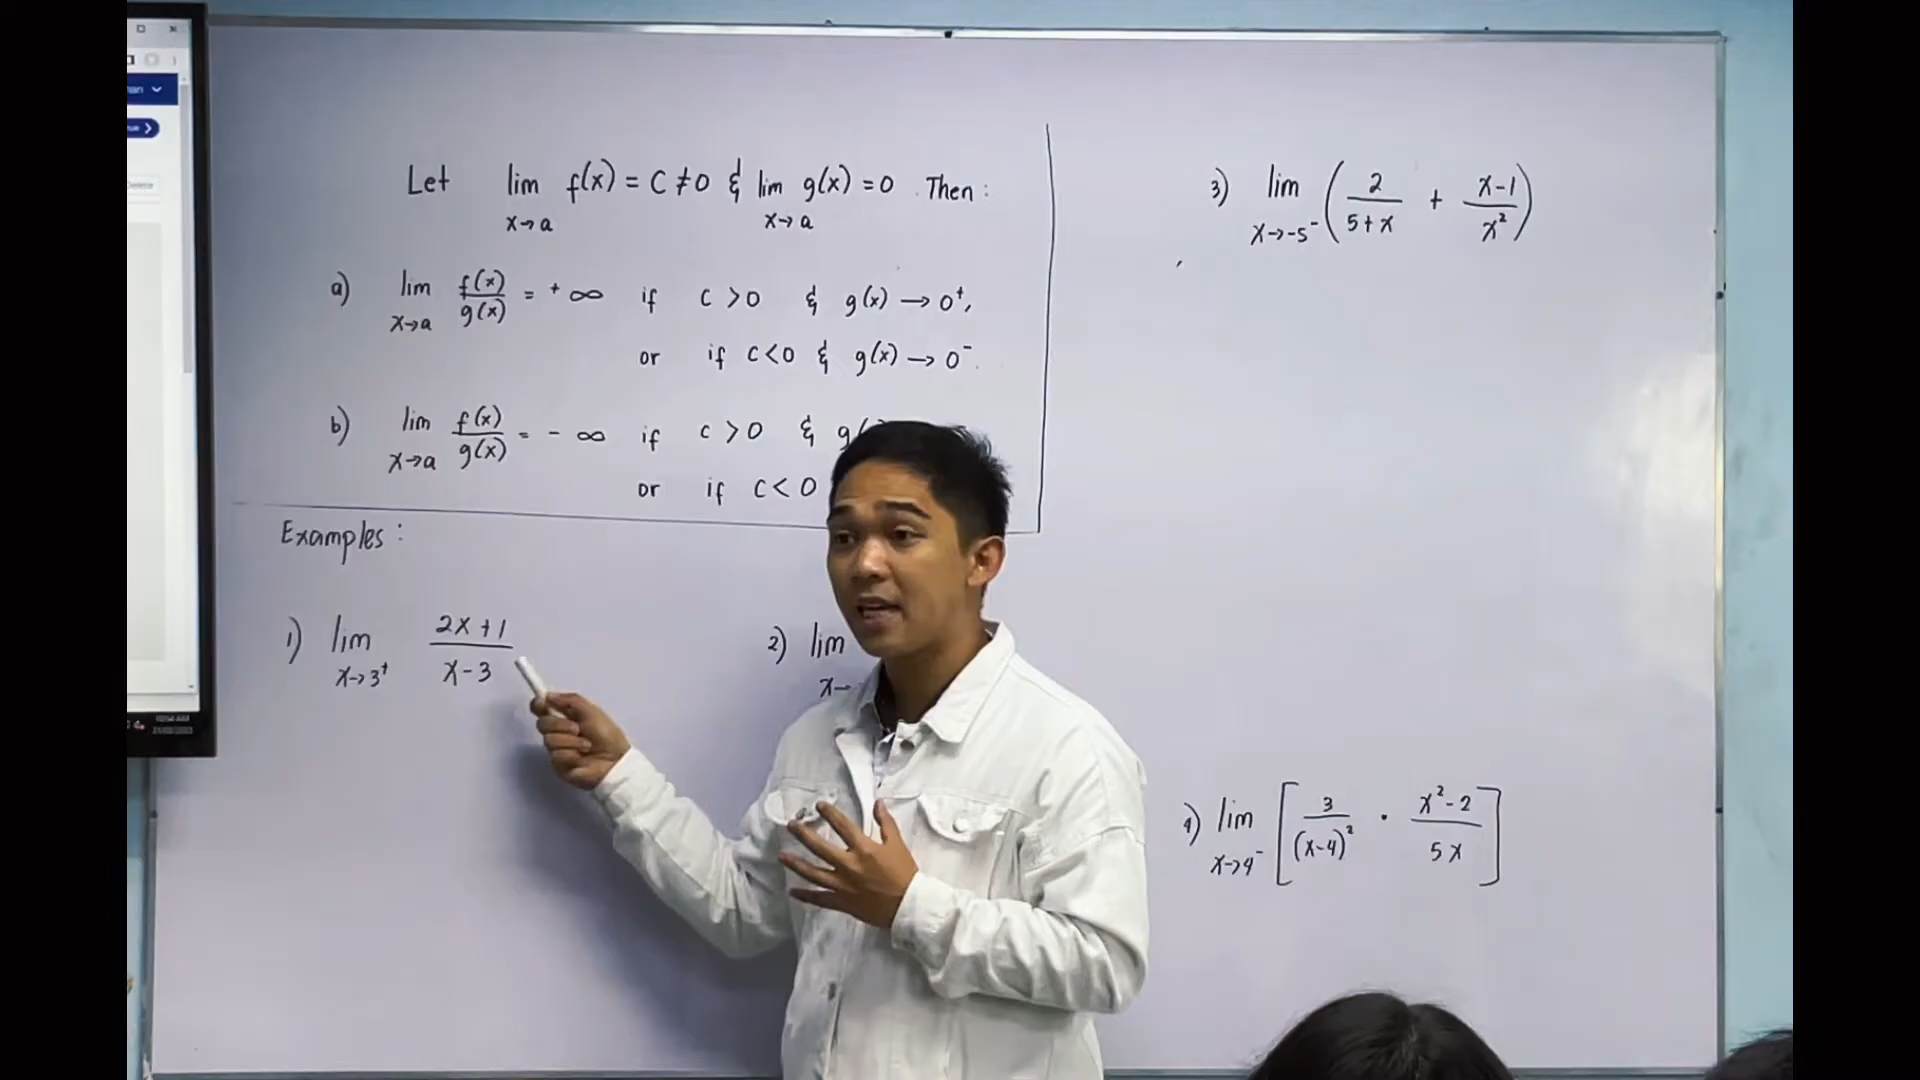 Let lim f(x) = C ≠ 0 & lim g(x) = 0 Then:
x→a x→a
a) lim f(x)/g(x) = +∞ if c > 0 & g(x) → 0⁺,
x→a
or if c < 0 & g(x) → 0⁻.
b) lim f(x)/g(x) = -∞ if c > 0 & g(
x→a
or if c < 0
Examples:
1) lim 2x+1
x→3⁺ x-3
2) lim
x→
3) lim ( 2/(5+x) + (x-1)/x² )
x→-5⁻
4) lim [ 3/(x-4)² · (x²-2)/5x ]
x→4⁻